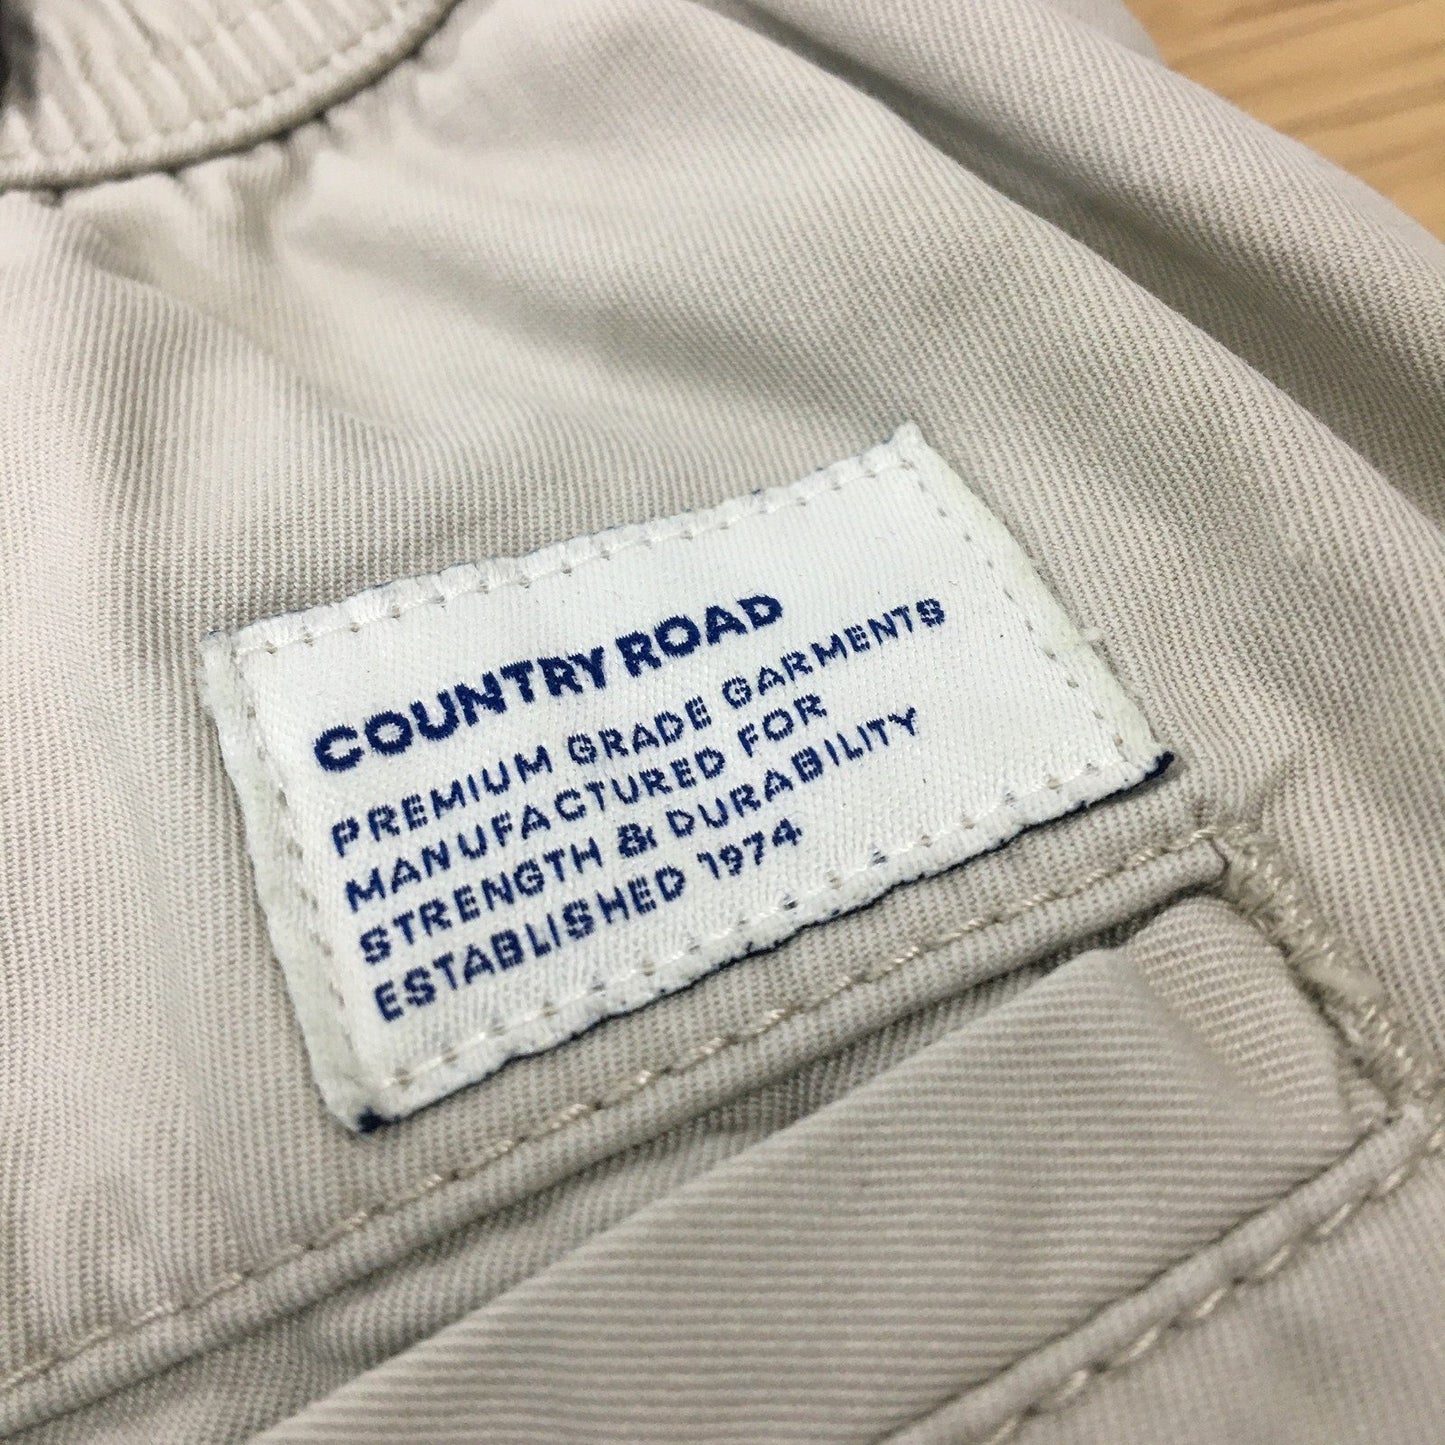 COUNTRY ROAD
PREMIUM GRADE GARMENTS
MANUFACTURED FOR
STRENGTH & DURABILITY
ESTABLISHED 1974